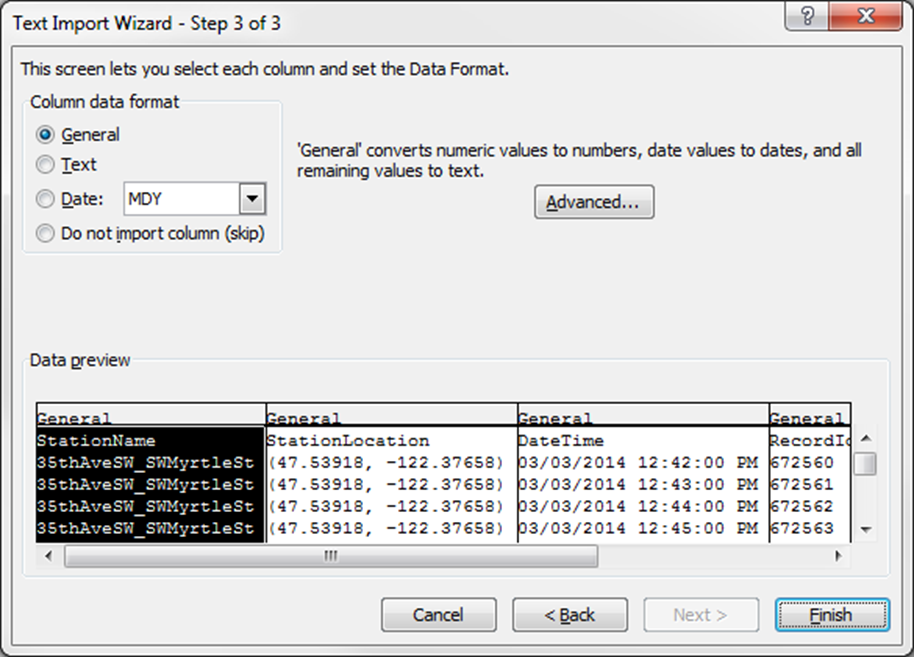 Text Import Wizard - Step 3 of 3
This screen lets you select each column and set the Data Format.
Column data format
General
Text
Date: MDY
Do not import column (skip)
'General' converts numeric values to numbers, date values to dates, and all
remaining values to text.
Advanced...
Data preview
General General General General
StationName StationLocation DateTime RecordId
35thAveSW_SWMyrtleSt (47.53918, -122.37658) 03/03/2014 12:42:00 PM 672560
35thAveSW_SWMyrtleSt (47.53918, -122.37658) 03/03/2014 12:43:00 PM 672561
35thAveSW_SWMyrtleSt (47.53918, -122.37658) 03/03/2014 12:44:00 PM 672562
35thAveSW_SWMyrtleSt (47.53918, -122.37658) 03/03/2014 12:45:00 PM 672563
Cancel < Back Next > Finish